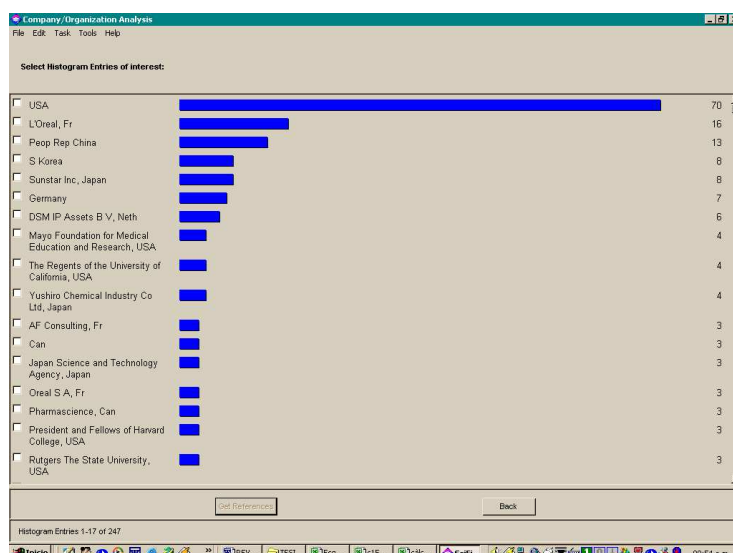 Company/Organization Analysis
File Edit Task Tools Help
Select Histogram Entries of interest:
USA 70
L'Oreal, Fr 16
Peop Rep China 13
S Korea 8
Sunstar Inc, Japan 8
Germany 7
DSM IP Assets B V, Neth 6
Mayo Foundation for Medical
Education and Research, USA 4
The Regents of the University of
California, USA 4
Yushiro Chemical Industry Co
Ltd, Japan 4
AF Consulting, Fr 3
Can 3
Japan Science and Technology
Agency, Japan 3
Oreal S A, Fr 3
Pharmascience, Can 3
President and Fellows of Harvard
College, USA 3
Rutgers The State University,
USA 3
Get References Back
Histogram Entries 1-17 of 247
Inicio